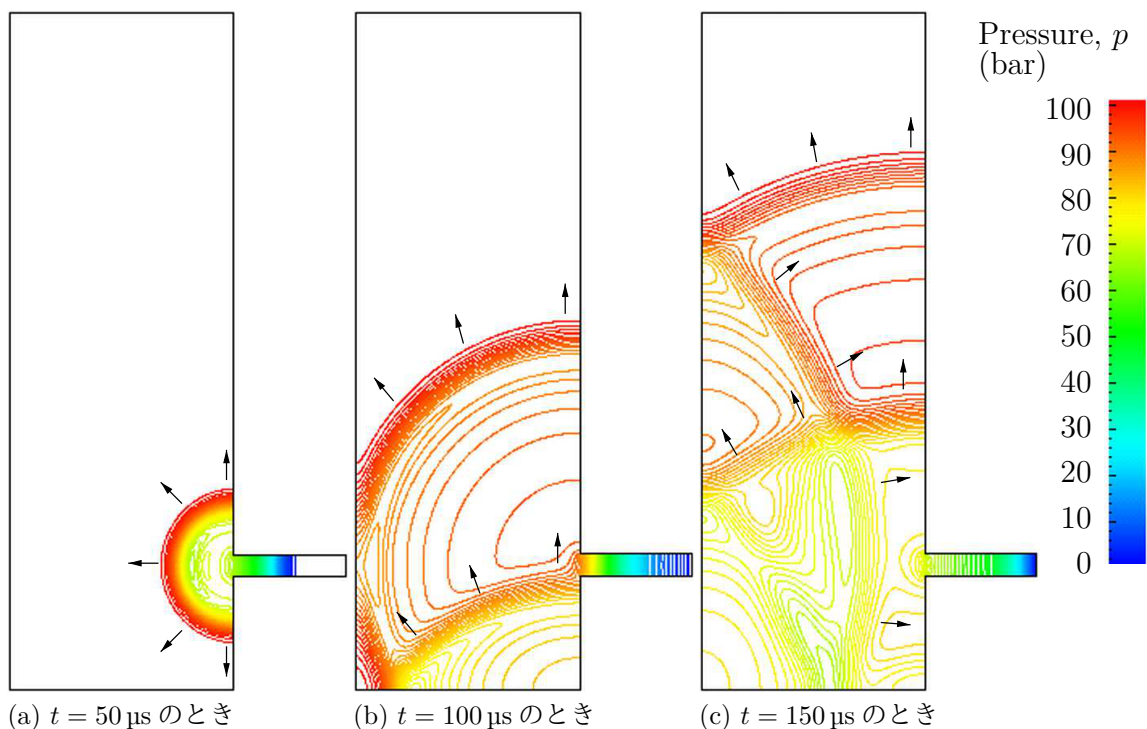 Pressure, p
(bar)
100
90
80
70
60
50
40
30
20
10
0
(a) t = 50 µs のとき
(b) t = 100 µs のとき
(c) t = 150 µs のとき